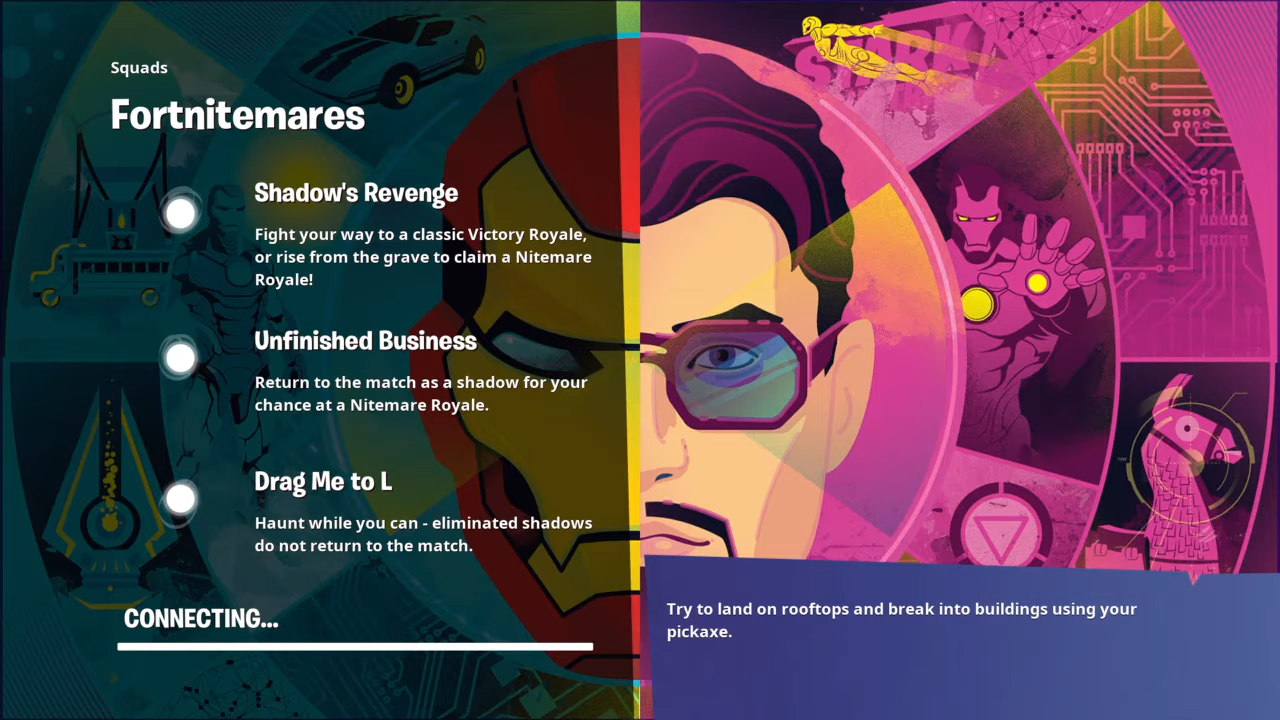 Squads
Fortnitemares
Shadow's Revenge
Fight your way to a classic Victory Royale,
or rise from the grave to claim a Nitemare
Royale!
Unfinished Business
Return to the match as a shadow for your
chance at a Nitemare Royale.
Drag Me to L
Haunt while you can - eliminated shadows
do not return to the match.
CONNECTING...
STARK
Try to land on rooftops and break into buildings using your
pickaxe.